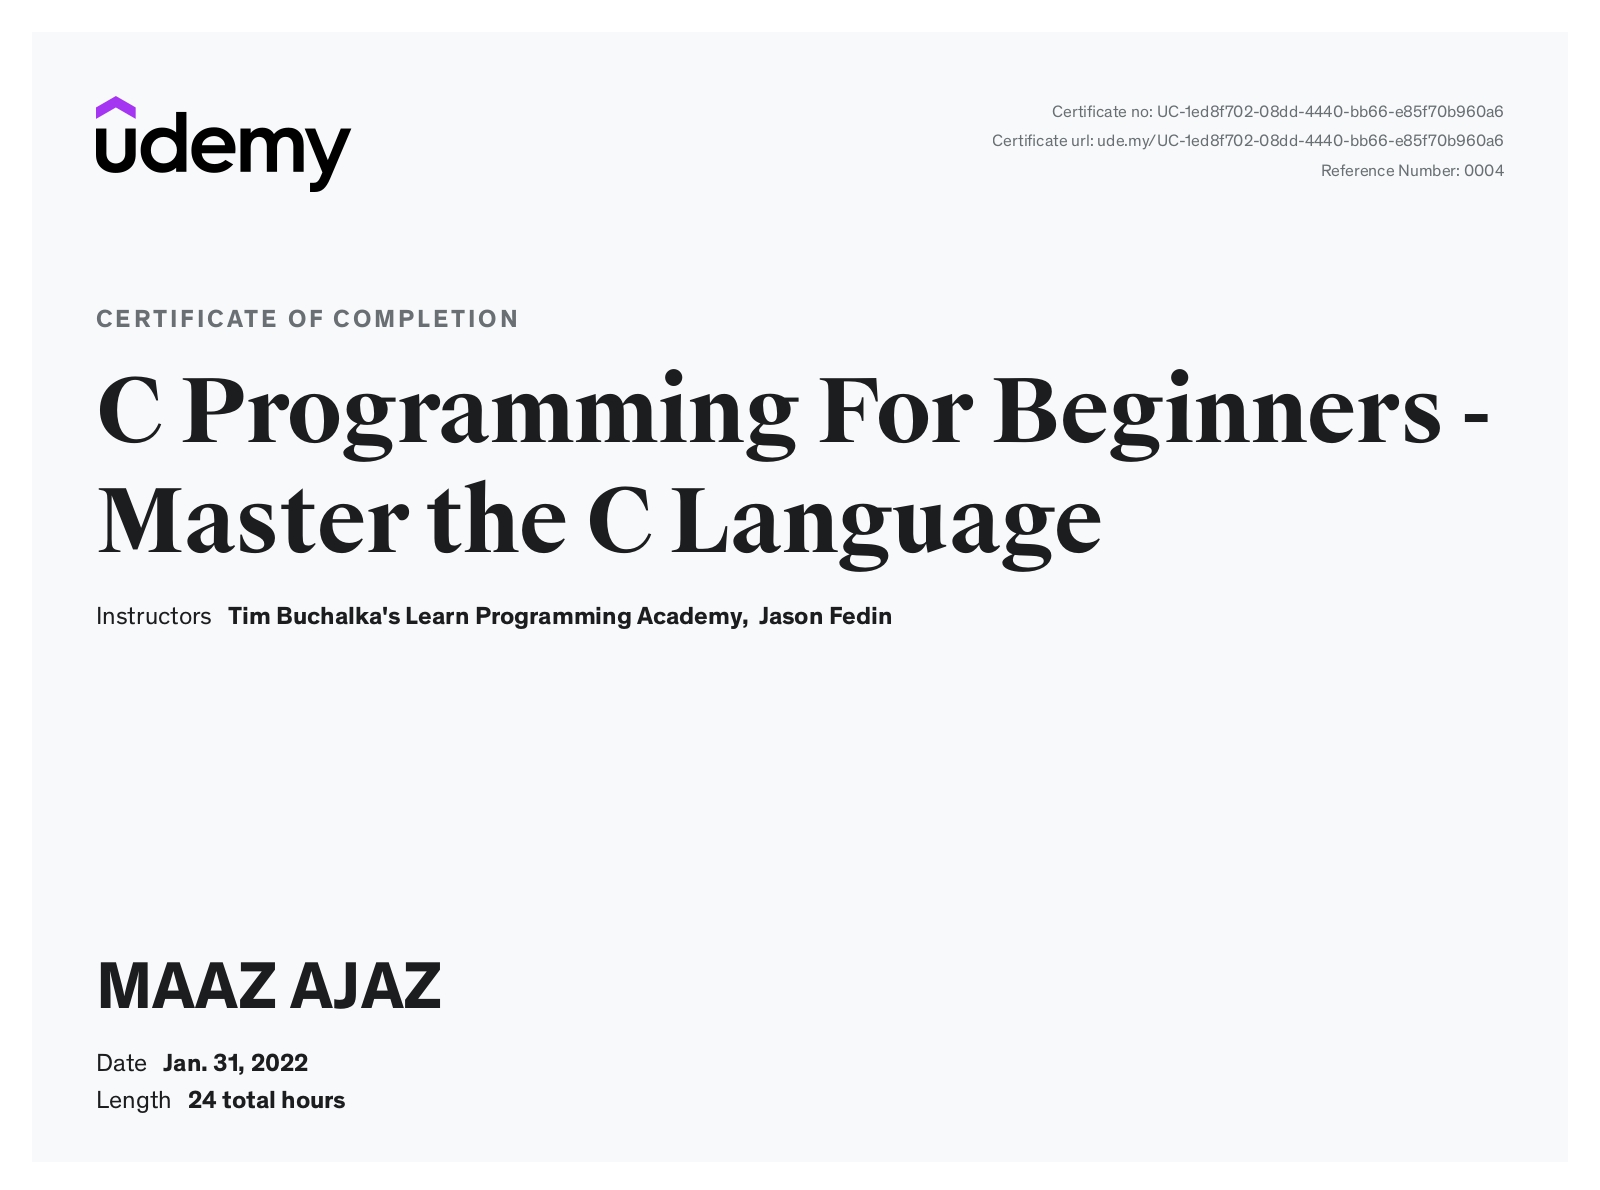 udemy
Certificate no: UC-1ed8f702-08dd-4440-bb66-e85f70b960a6
Certificate url: ude.my/UC-1ed8f702-08dd-4440-bb66-e85f70b960a6
Reference Number: 0004
CERTIFICATE OF COMPLETION
C Programming For Beginners -
Master the C Language
Instructors Tim Buchalka's Learn Programming Academy, Jason Fedin
MAAZ AJAZ
Date Jan. 31, 2022
Length 24 total hours